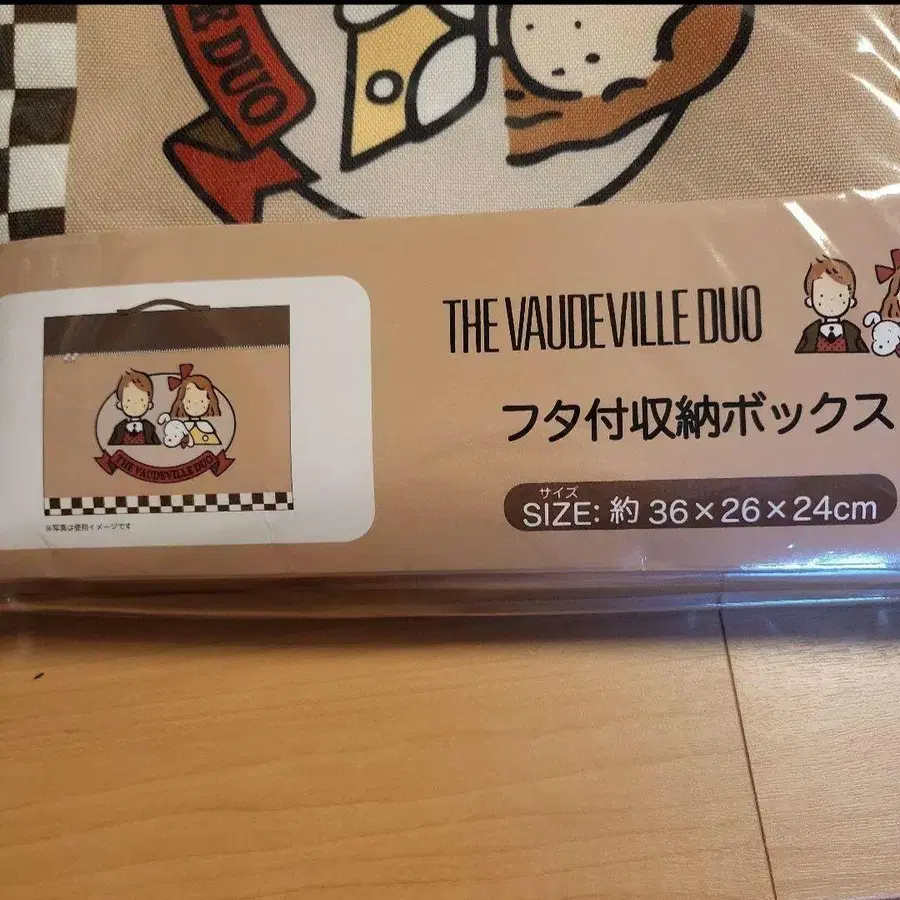 & DUO
THE VAUDEVILLE DUO
フタ付収納ボックス
サイズ
SIZE: 約 36×26×24cm
THE VAUDEVILLE DUO
※写真は使用イメージです